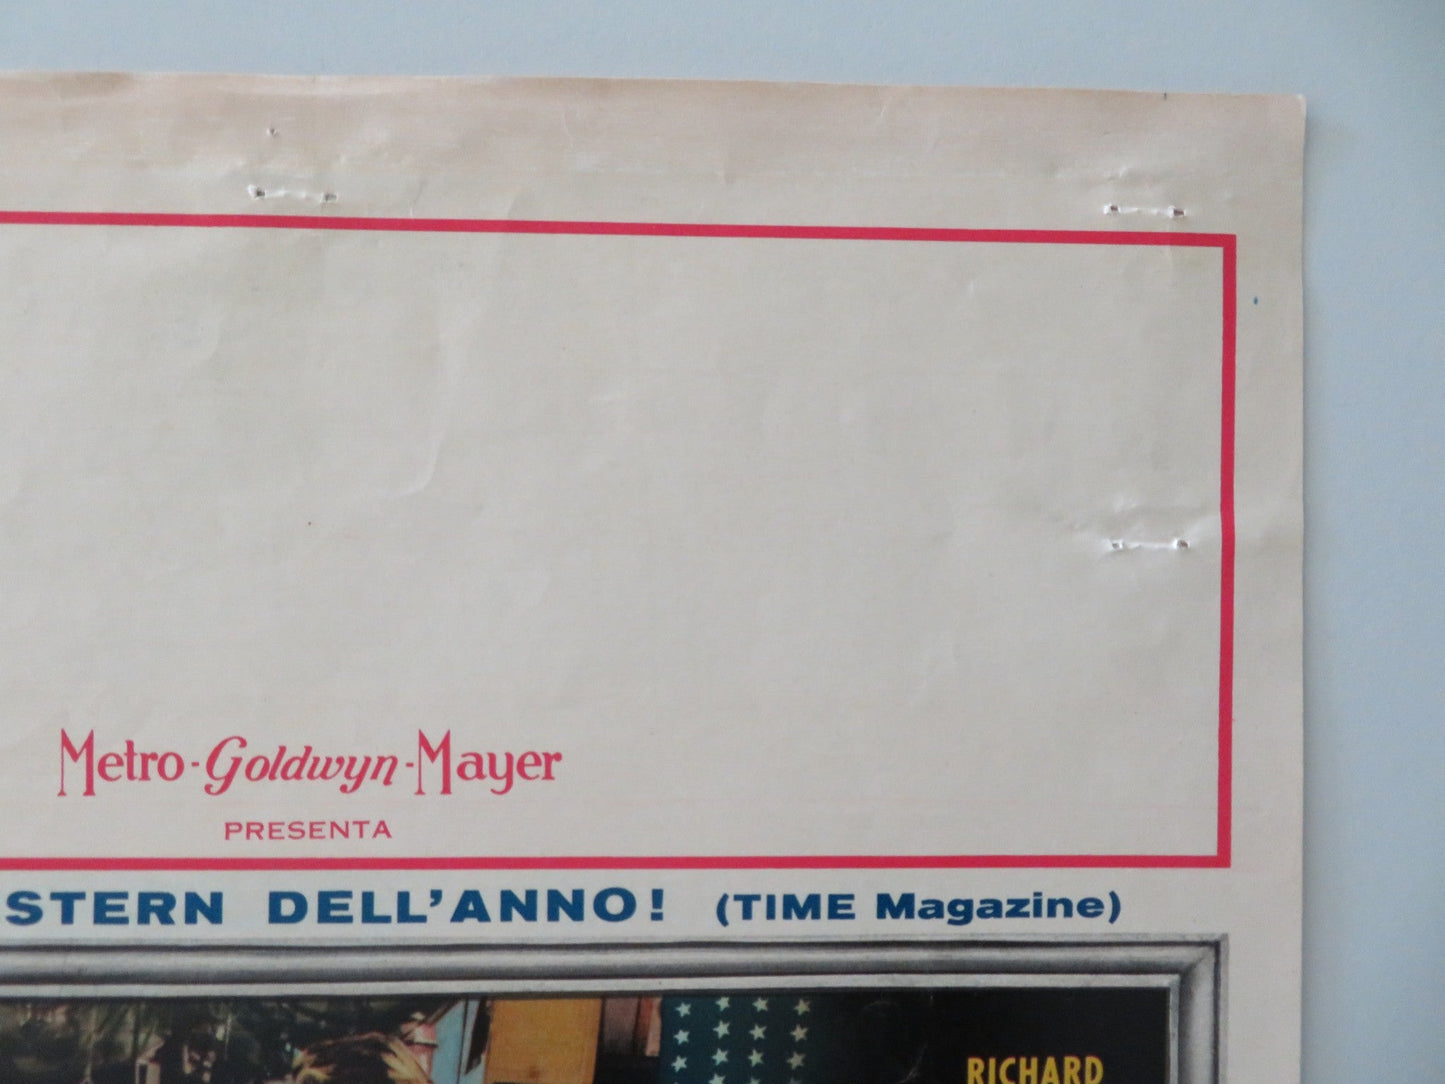 Metro-Goldwyn-Mayer
PRESENTA
STERN DELL'ANNO! (TIME Magazine)
RICHARD